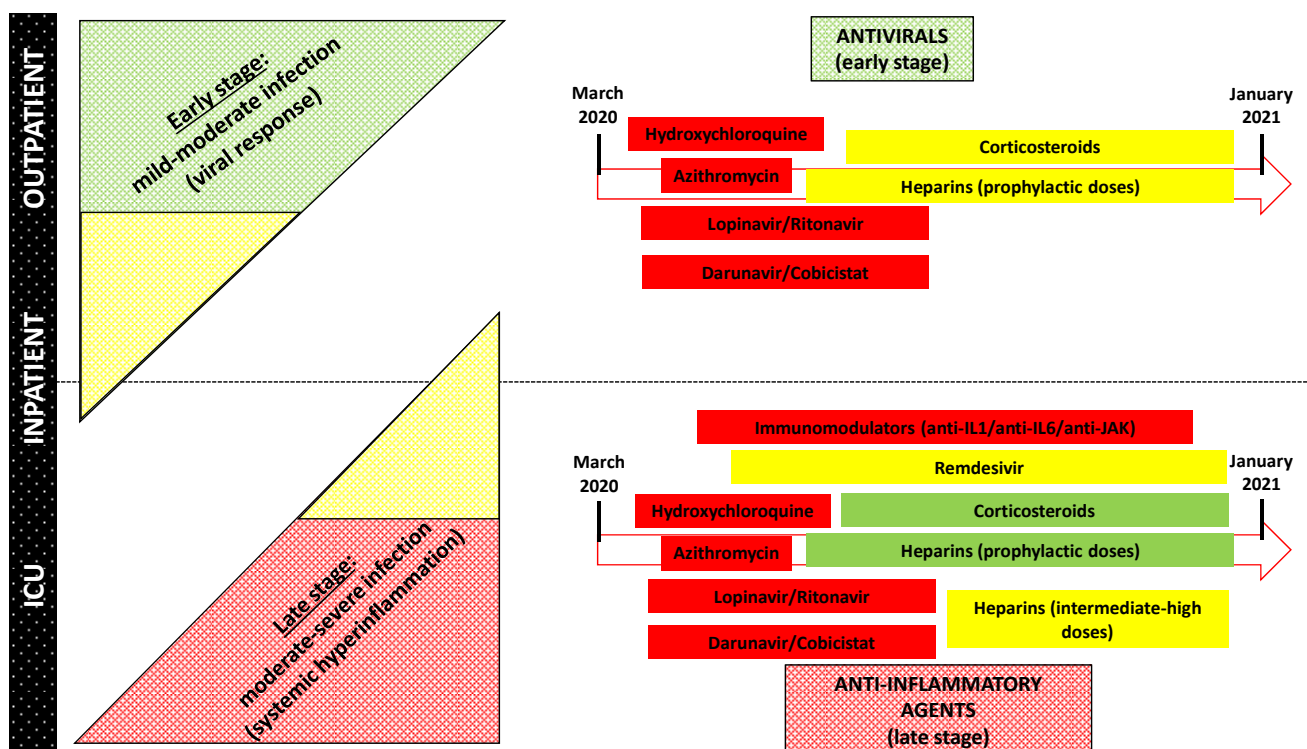 OUTPATIENT
INPATIENT
ICU
Early stage:
mild-moderate infection
(viral response)
ANTIVIRALS
(early stage)
March
2020
January
2021
Hydroxychloroquine
Corticosteroids
Azithromycin
Heparins (prophylactic doses)
Lopinavir/Ritonavir
Darunavir/Cobicistat
Late stage:
moderate-severe infection
(systemic hyperinflammation)
Immunomodulators (anti-IL1/anti-IL6/anti-JAK)
March
2020
Remdesivir
January
2021
Hydroxychloroquine
Corticosteroids
Azithromycin
Heparins (prophylactic doses)
Lopinavir/Ritonavir
Heparins (intermediate-high
doses)
Darunavir/Cobicistat
ANTI-INFLAMMATORY
AGENTS
(late stage)